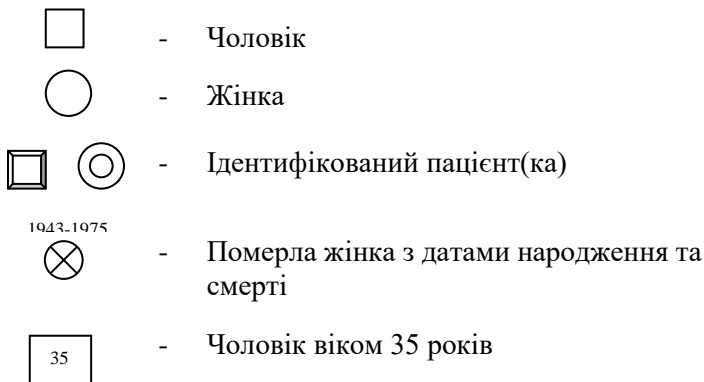 - Чоловік
- Жінка
- Ідентифікований пацієнт(ка)
1943-1975
- Померла жінка з датами народження та
смерті
35 - Чоловік віком 35 років